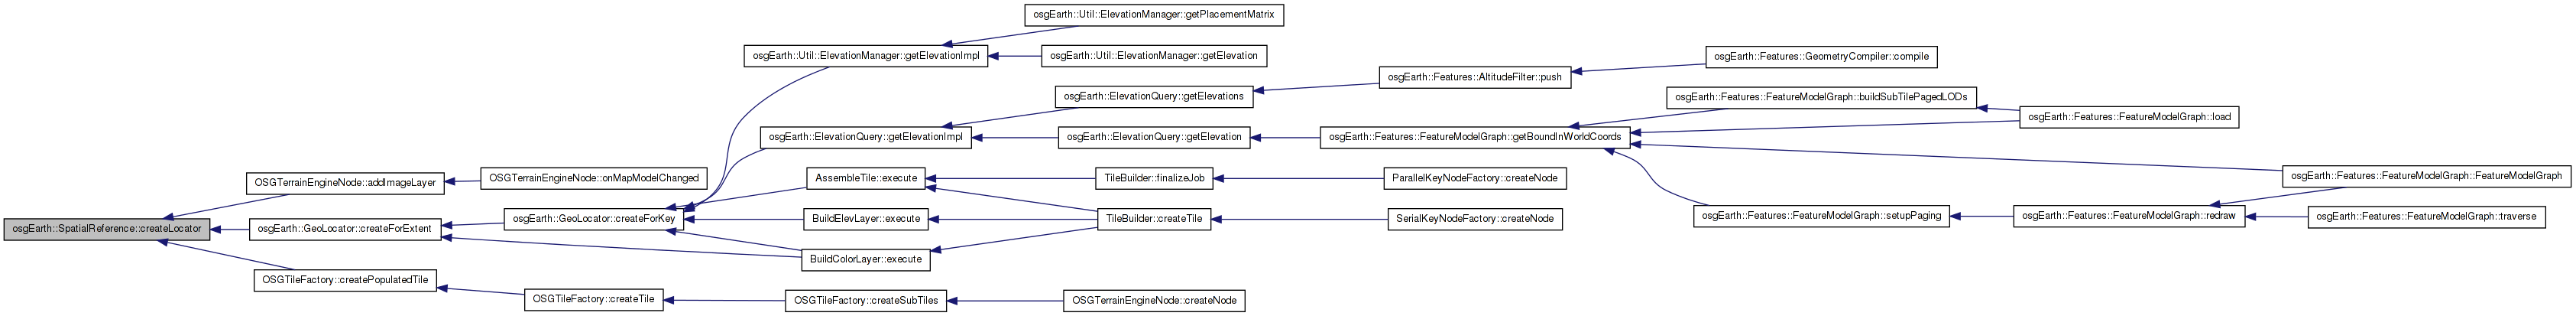 osgEarth::Util::ElevationManager::getPlacementMatrix
osgEarth::Util::ElevationManager::getElevationImpl
osgEarth::Util::ElevationManager::getElevation
osgEarth::Features::GeometryCompiler::compile
osgEarth::Features::AltitudeFilter::push
osgEarth::ElevationQuery::getElevations
osgEarth::Features::FeatureModelGraph::buildSubTilePagedLODs
osgEarth::Features::FeatureModelGraph::load
osgEarth::ElevationQuery::getElevationImpl
osgEarth::ElevationQuery::getElevation
osgEarth::Features::FeatureModelGraph::getBoundInWorldCoords
OSGTerrainEngineNode::addImageLayer
OSGTerrainEngineNode::onMapModelChanged
AssembleTile::execute
TileBuilder::finalizeJob
ParallelKeyNodeFactory::createNode
osgEarth::Features::FeatureModelGraph::FeatureModelGraph
osgEarth::SpatialReference::createLocator
osgEarth::GeoLocator::createForExtent
osgEarth::GeoLocator::createForKey
BuildElevLayer::execute
TileBuilder::createTile
SerialKeyNodeFactory::createNode
osgEarth::Features::FeatureModelGraph::setupPaging
osgEarth::Features::FeatureModelGraph::redraw
osgEarth::Features::FeatureModelGraph::traverse
BuildColorLayer::execute
OSGTileFactory::createPopulatedTile
OSGTileFactory::createTile
OSGTileFactory::createSubTiles
OSGTerrainEngineNode::createNode